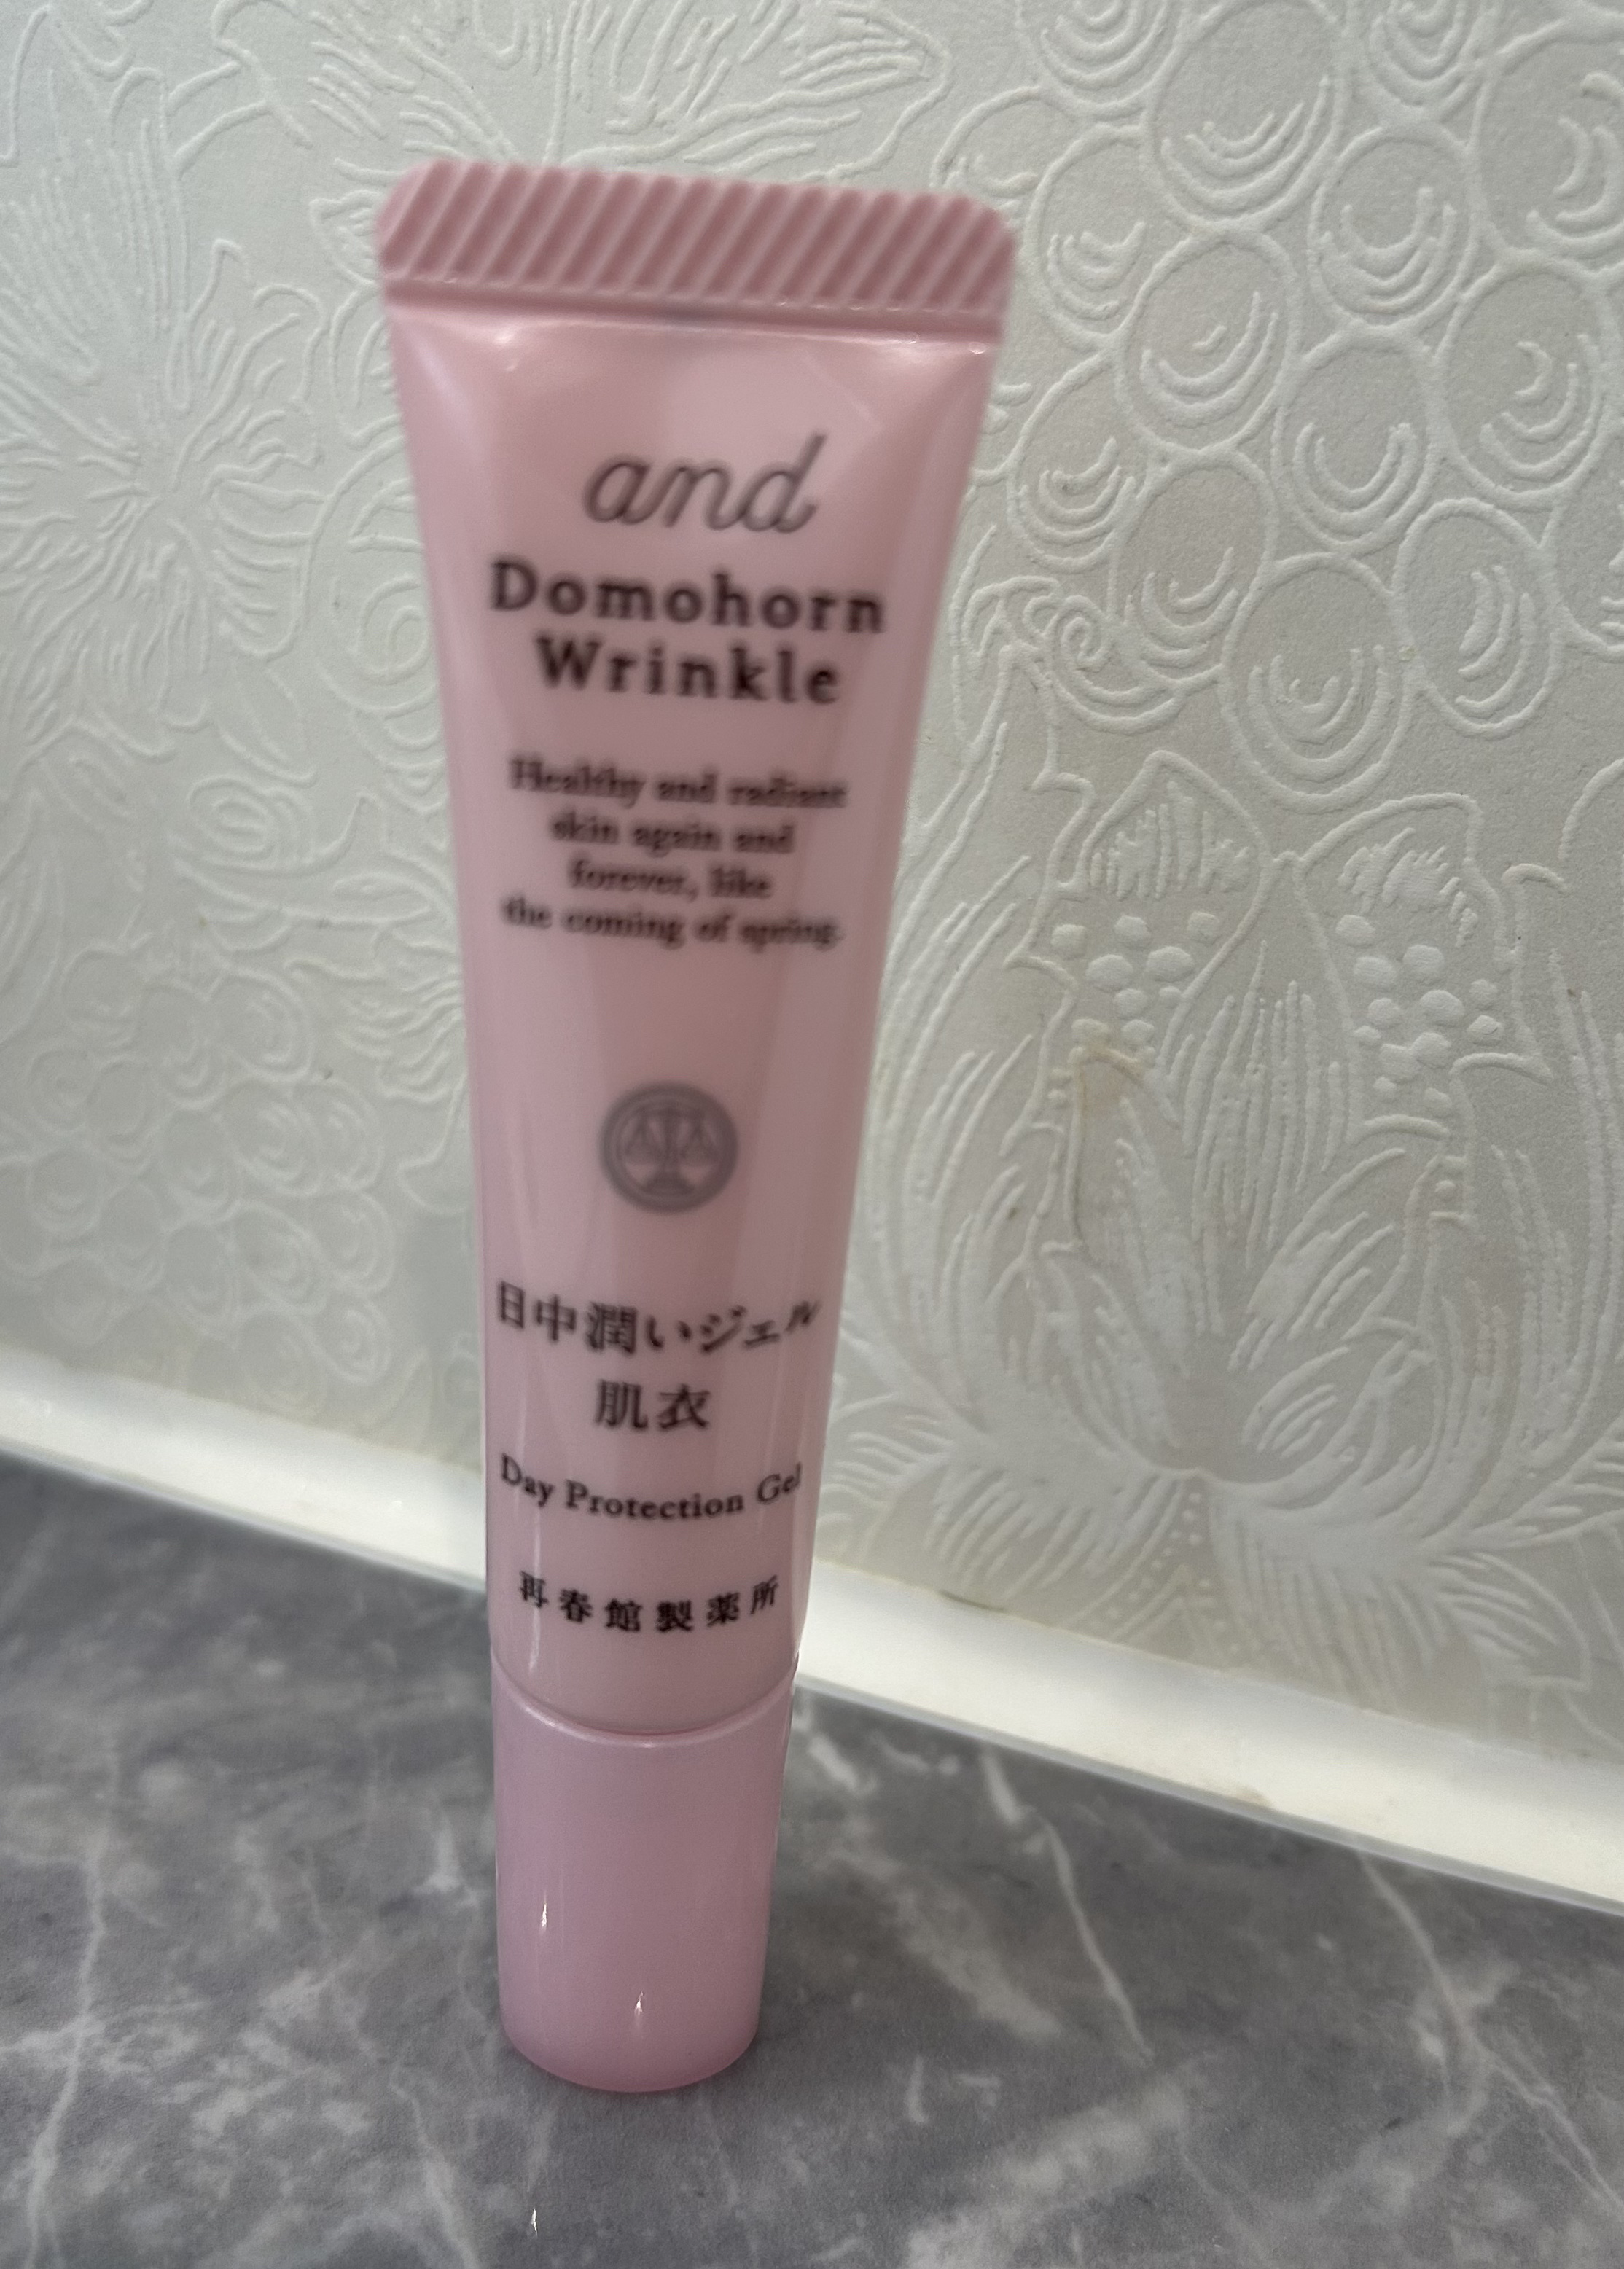 and
Domohorn
Wrinkle
Healthy and radiant
skin again and
forever, like
the coming of spring.
日中潤いジェル
肌衣
Day Protection Gel
再春館製薬所